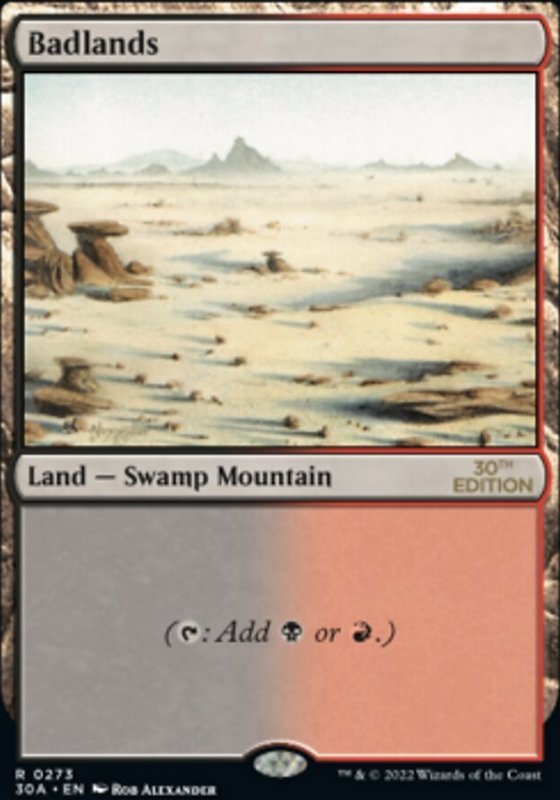 Badlands
Land — Swamp Mountain
30TH
EDITION
(: Add or .)
R 0273
30A • EN Rob Alexander
™ & © 2022 Wizards of the Coast